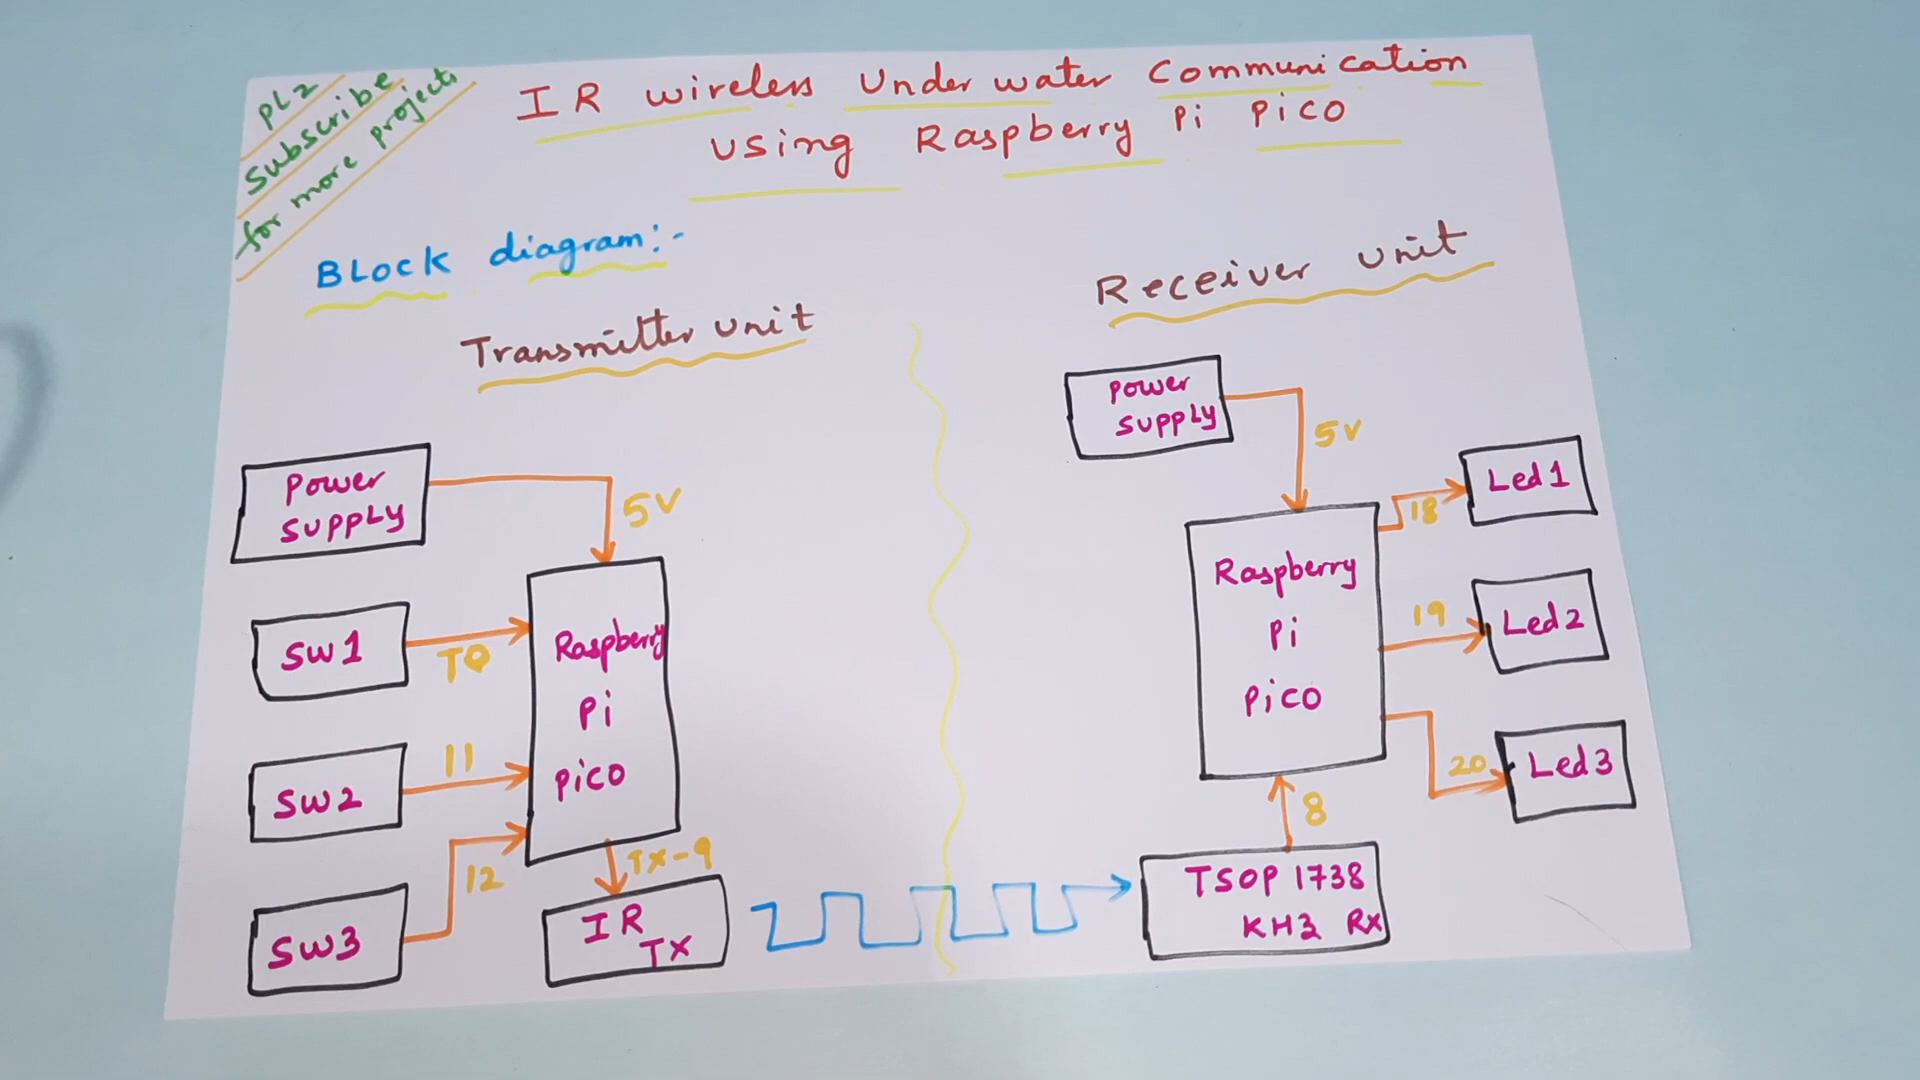 plz
subscribe
for more projects
IR wireless Under water Communication
using Raspberry Pi Pico
BLock diagram:-
Transmitter unit
Receiver unit
Power
supply
5V
SW1
T0
SW2
11
SW3
12
Raspberry
Pi
Pico
TX-9
IR
TX
Power
supply
5V
Raspberry
Pi
Pico
18
Led1
19
Led2
20
Led3
8
TSOP 1738
KHz Rx